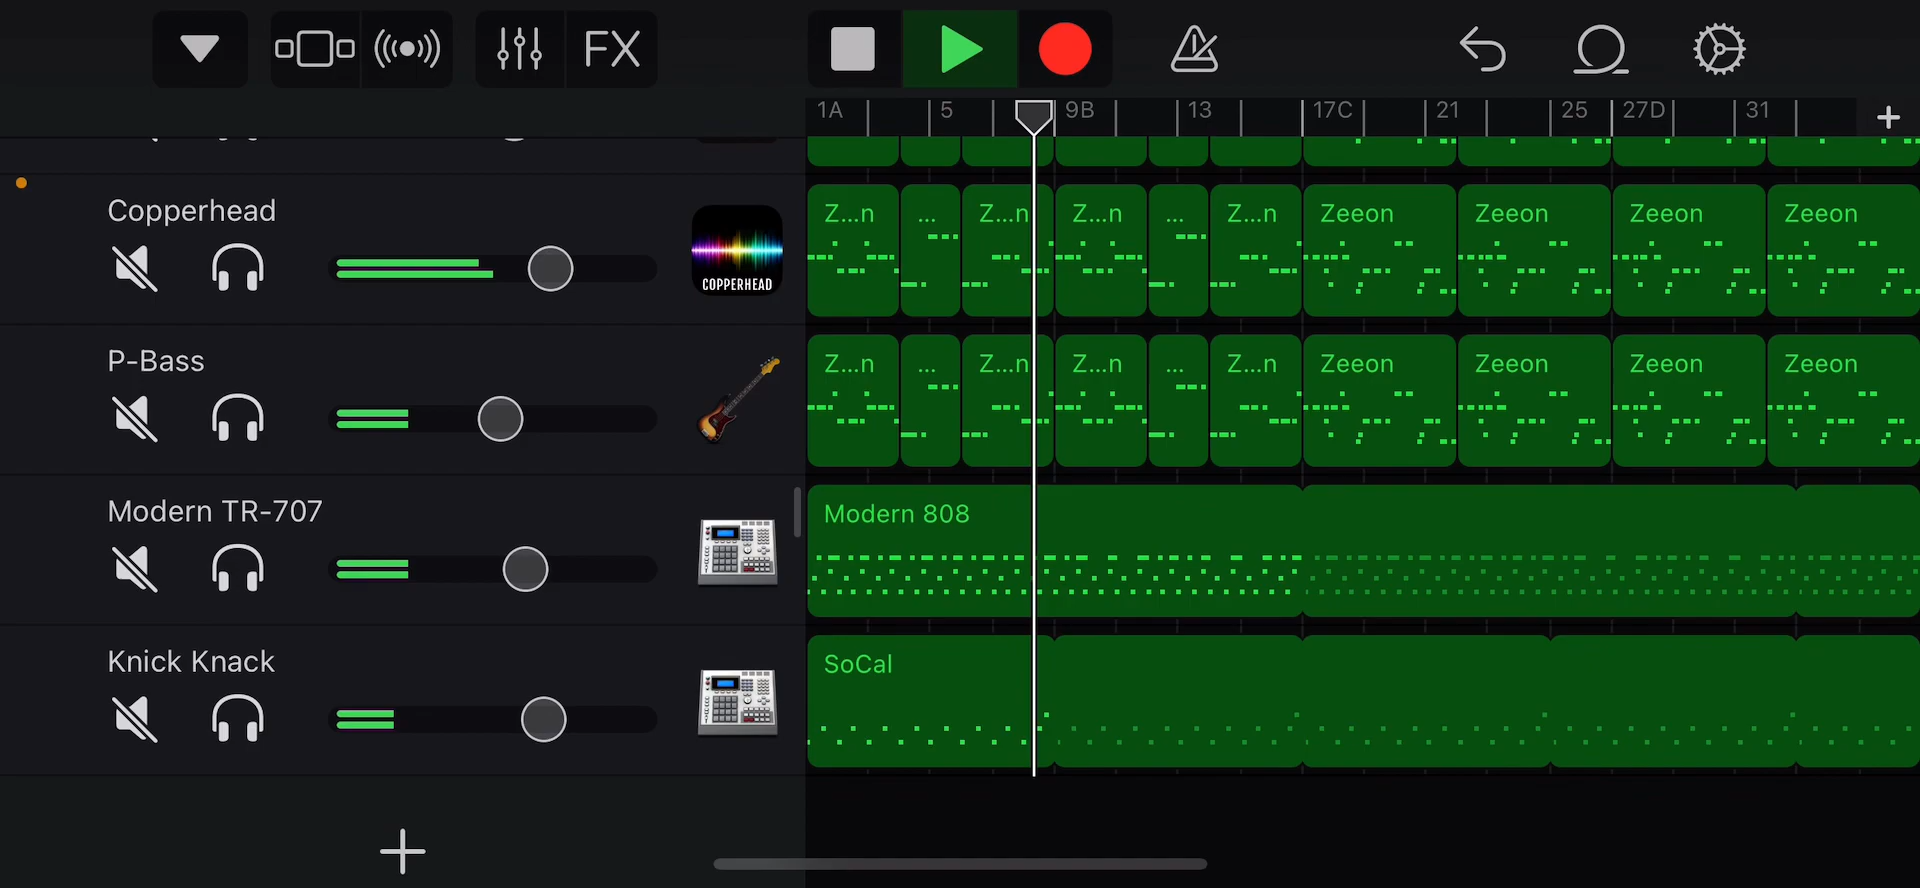 FX
1A 5 9B 13 17C 21 25 27D 31
Copperhead
COPPERHEAD
Z...n ... Z...n Z...n ... Z...n Zeeon Zeeon Zeeon Zeeon
P-Bass
Z...n ... Z...n Z...n ... Z...n Zeeon Zeeon Zeeon Zeeon
Modern TR-707
Modern 808
Knick Knack
SoCal